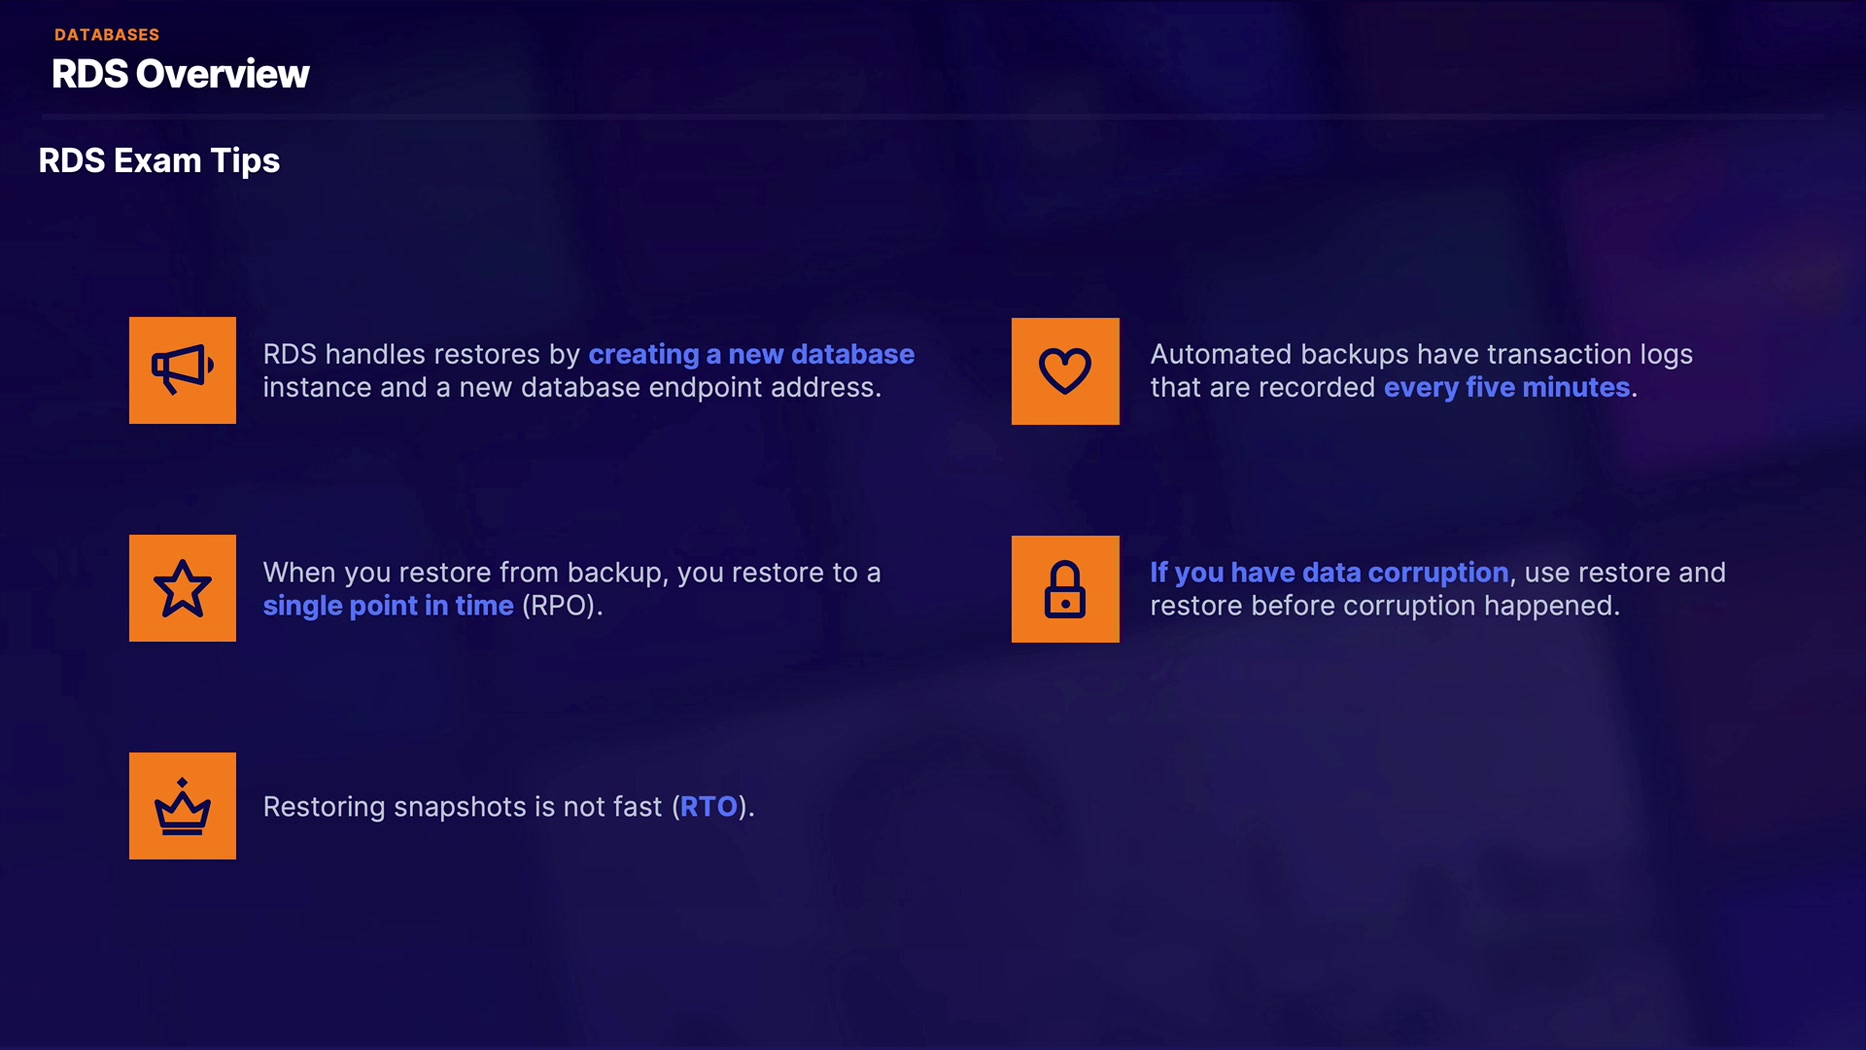 DATABASES
RDS Overview
RDS Exam Tips
RDS handles restores by creating a new database
instance and a new database endpoint address.
Automated backups have transaction logs
that are recorded every five minutes.
When you restore from backup, you restore to a
single point in time (RPO).
If you have data corruption, use restore and
restore before corruption happened.
Restoring snapshots is not fast (RTO).